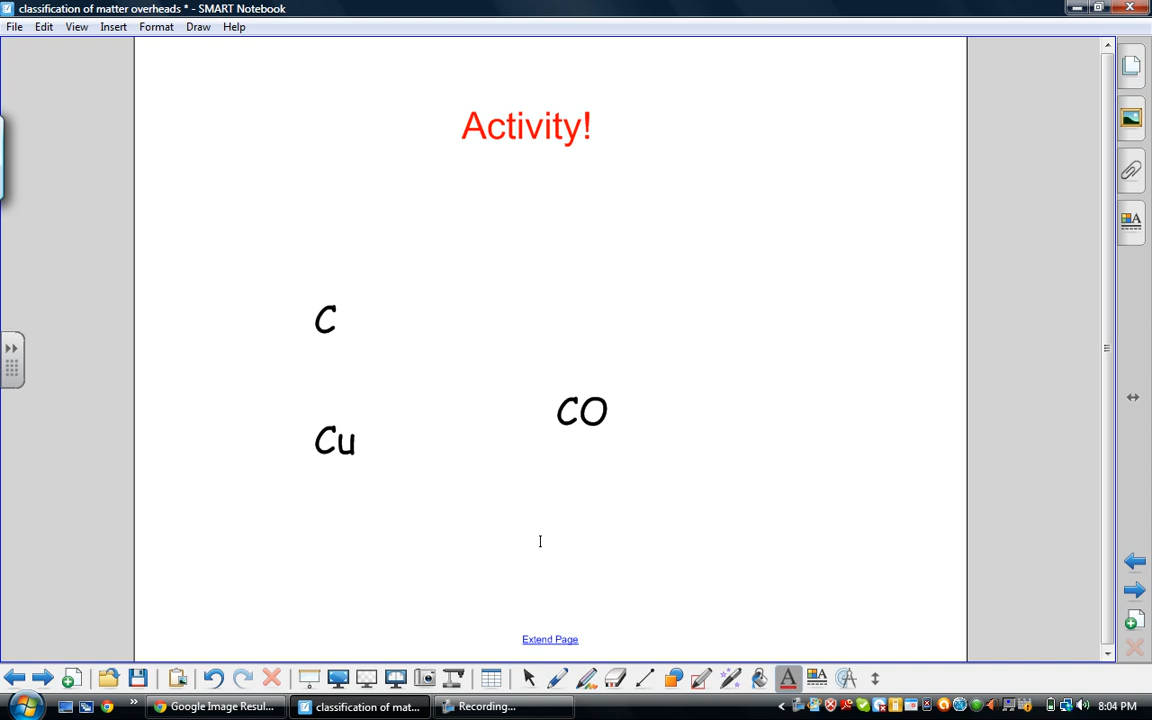 classification of matter overheads * - SMART Notebook
File Edit View Insert Format Draw Help
Activity!
C
CO
Cu
Extend Page
Google Image Resul...
classification of mat...
Recording...
8:04 PM